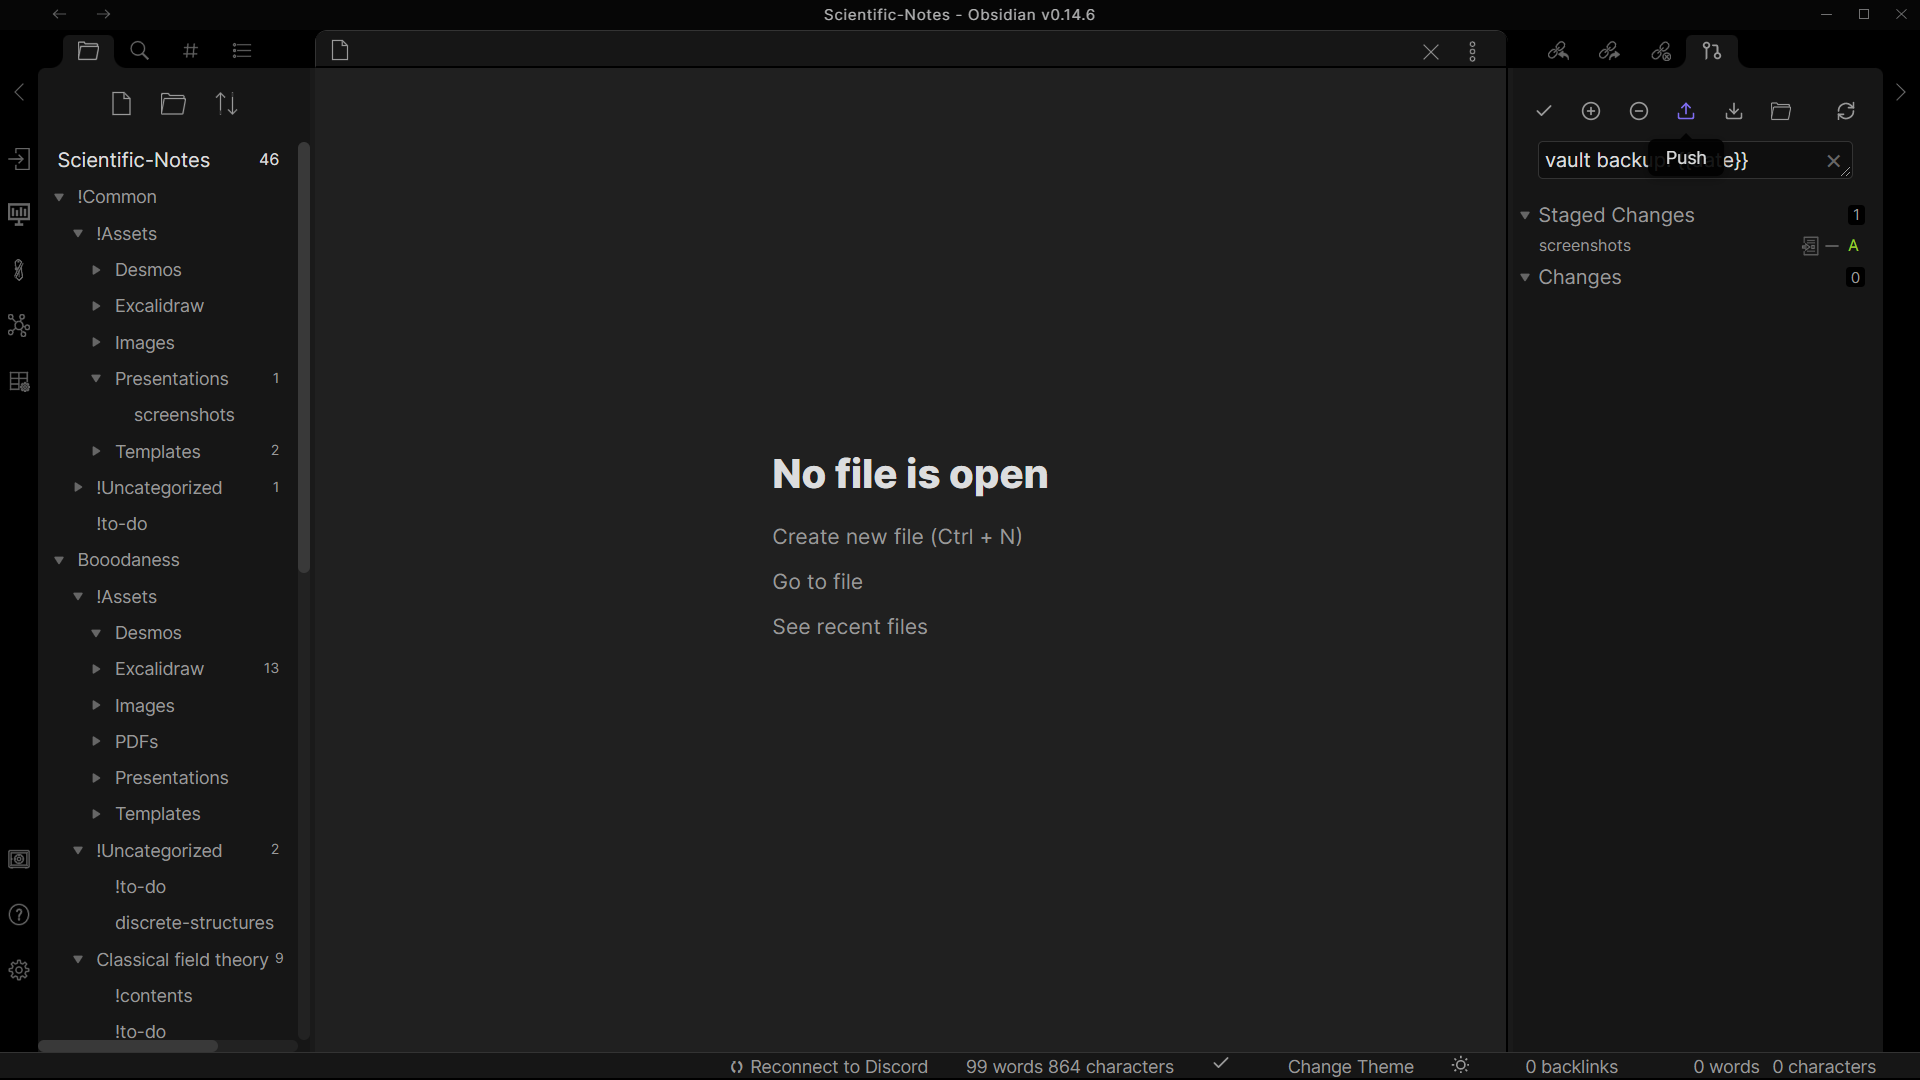 Scientific-Notes - Obsidian v0.14.6
Scientific-Notes 46
!Common
!Assets
Desmos
Excalidraw
Images
Presentations 1
screenshots
Templates 2
!Uncategorized 1
!to-do
Booodaness
!Assets
Desmos
Excalidraw 13
Images
PDFs
Presentations
Templates
!Uncategorized 2
!to-do
discrete-structures
Classical field theory 9
!contents
!to-do
No file is open
Create new file (Ctrl + N)
Go to file
See recent files
vault backup
Push
e}}
Staged Changes 1
screenshots A
Changes 0
Reconnect to Discord 99 words 864 characters Change Theme 0 backlinks 0 words 0 characters